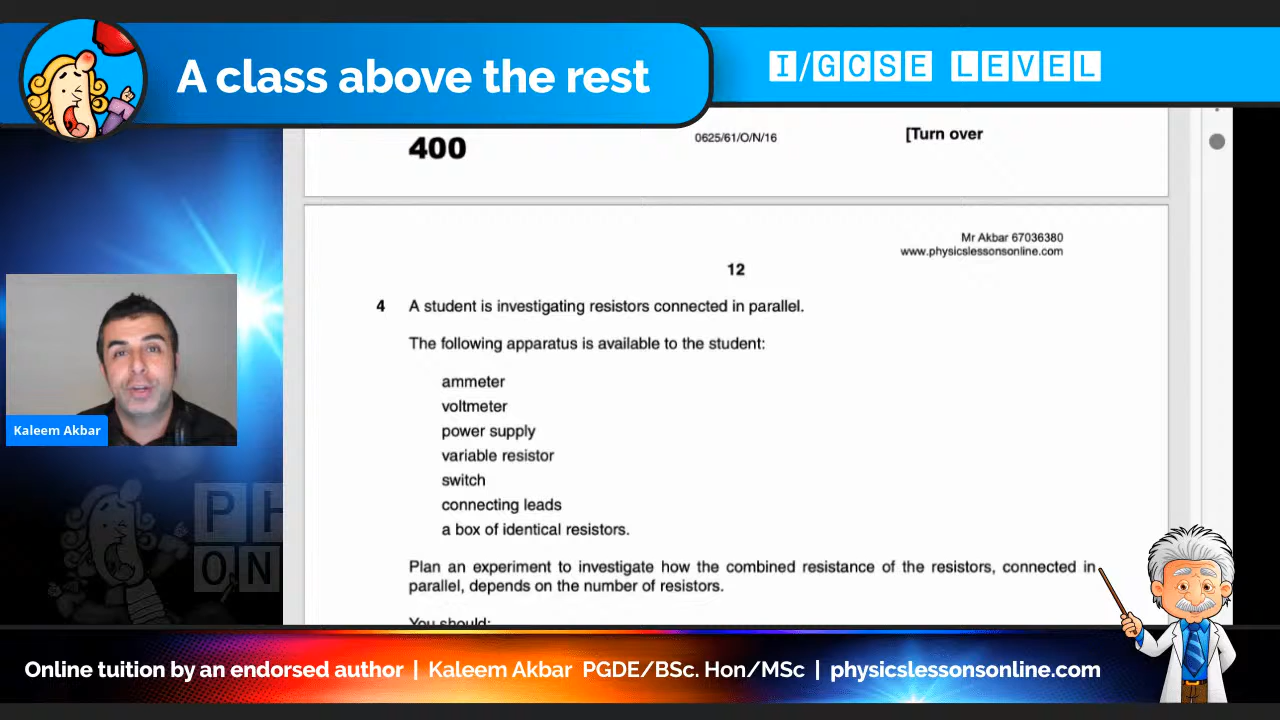 A class above the rest
I/GCSE LEVEL
400
0625/61/O/N/16
[Turn over
Mr Akbar 67036380
www.physicslessonsonline.com
12
4 A student is investigating resistors connected in parallel.
The following apparatus is available to the student:
ammeter
voltmeter
power supply
variable resistor
switch
connecting leads
a box of identical resistors.
Plan an experiment to investigate how the combined resistance of the resistors, connected in
parallel, depends on the number of resistors.
You should:
Kaleem Akbar
PH
ON
Online tuition by an endorsed author | Kaleem Akbar PGDE/BSc. Hon/MSc | physicslessonsonline.com